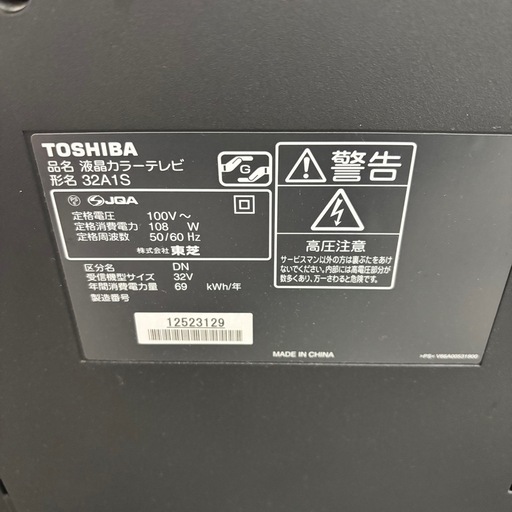 TOSHIBA
品名 液晶カラーテレビ
形名 32A1S
G
JQA
定格電圧 100V～
定格消費電力 108 W
定格周波数 50/60 Hz
株式会社 東芝
区分名 DN
受信機型サイズ 32V
年間消費電力量 69 kWh/年
製造番号
12523129
警告
高圧注意
サービスマン以外の方は裏ぶたをあけ
ないでください。内部には高電圧部分が
数多くあり、万一さわると危険です。
MADE IN CHINA